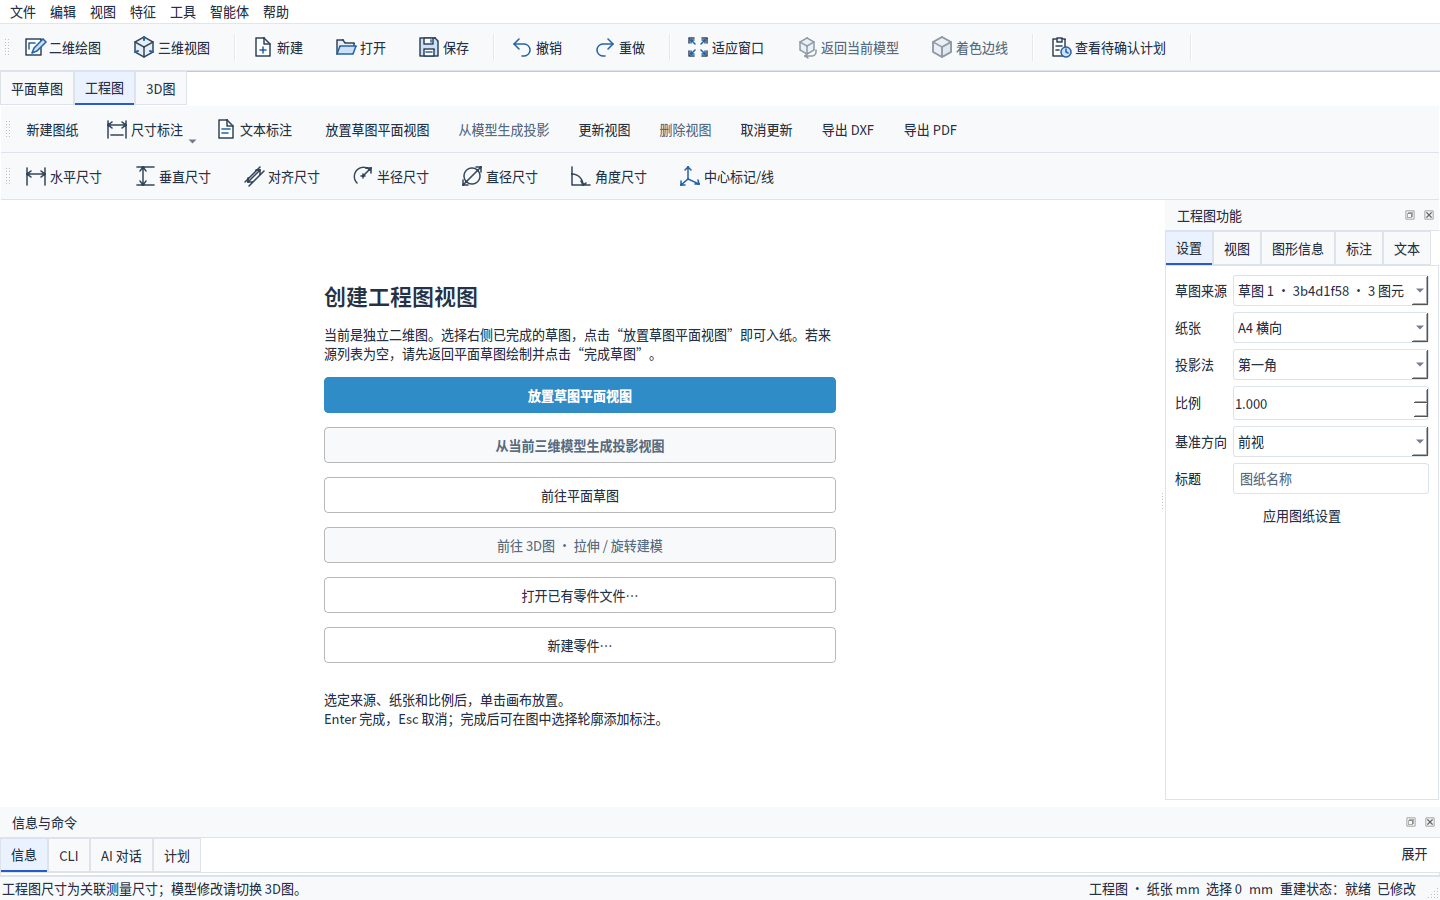 文件 编辑 视图 特征 工具 智能体 帮助
二维绘图 三维视图 新建 打开 保存 撤销 重做 适应窗口 返回当前模型 着色边线 查看待确认计划
平面草图 工程图 3D图
新建图纸 尺寸标注 文本标注 放置草图平面视图 从模型生成投影 更新视图 删除视图 取消更新 导出 DXF 导出 PDF
水平尺寸 垂直尺寸 对齐尺寸 半径尺寸 直径尺寸 角度尺寸 中心标记/线
工程图功能
设置 视图 图形信息 标注 文本
草图来源 草图 1 · 3b4d1f58 · 3 图元
纸张 A4 横向
投影法 第一角
比例 1.000
基准方向 前视
标题 图纸名称
应用图纸设置
创建工程图视图
当前是独立二维图。选择右侧已完成的草图，点击“放置草图平面视图”即可入纸。若来
源列表为空，请先返回平面草图绘制并点击“完成草图”。
放置草图平面视图
从当前三维模型生成投影视图
前往平面草图
前往 3D图 · 拉伸 / 旋转建模
打开已有零件文件…
新建零件…
选定来源、纸张和比例后，单击画布放置。
Enter 完成，Esc 取消；完成后可在图中选择轮廓添加标注。
信息与命令
信息 CLI AI 对话 计划 展开
工程图尺寸为关联测量尺寸；模型修改请切换 3D图。 工程图 · 纸张 mm 选择 0 mm 重建状态：就绪 已修改